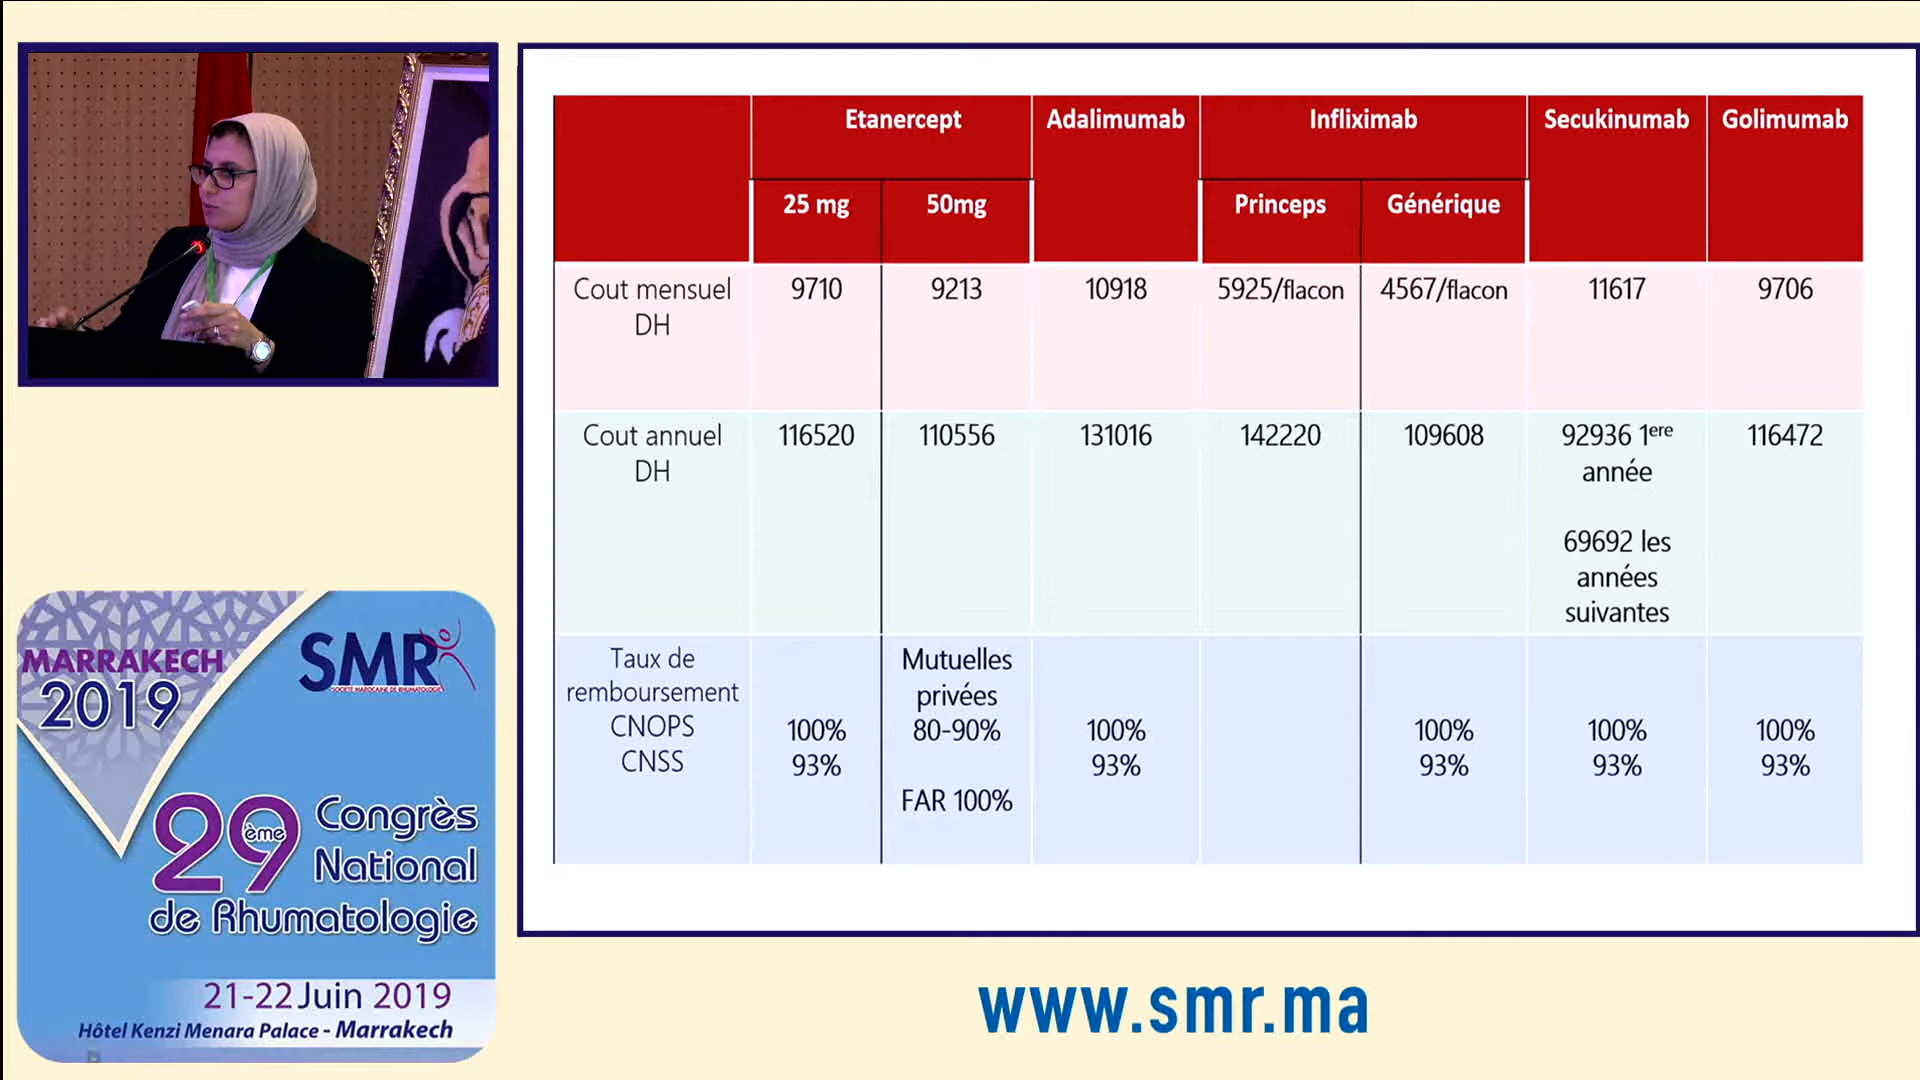 Etanercept
Adalimumab
Infliximab
Secukinumab
Golimumab
25 mg
50mg
Princeps
Générique
Cout mensuel
DH
9710
9213
10918
5925/flacon
4567/flacon
11617
9706
Cout annuel
DH
116520
110556
131016
142220
109608
92936 1ere
année
69692 les
années
suivantes
116472
Taux de
remboursement
CNOPS
CNSS
100%
93%
Mutuelles
privées
80-90%
FAR 100%
100%
93%
100%
93%
100%
93%
100%
93%
MARRAKECH
2019
SMR
SOCIÉTÉ MAROCAINE DE RHUMATOLOGIE
29ème Congrès
National
de Rhumatologie
21-22 Juin 2019
Hôtel Kenzi Menara Palace - Marrakech
www.smr.ma